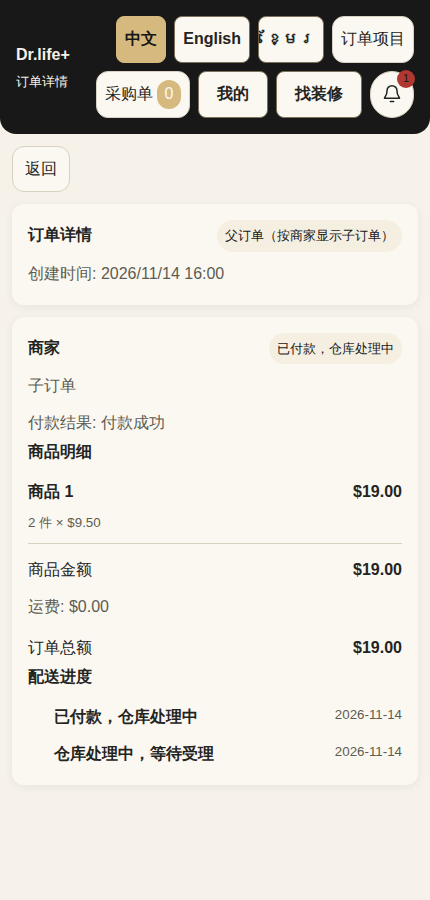 Dr.life+
订单详情
中文 English ខ្មែរ 订单项目
采购单 0 我的 找装修 1
返回
订单详情 父订单（按商家显示子订单）
创建时间: 2026/11/14 16:00
商家 已付款，仓库处理中
子订单
付款结果: 付款成功
商品明细
商品 1 $19.00
2 件 × $9.50
商品金额 $19.00
运费: $0.00
订单总额 $19.00
配送进度
已付款，仓库处理中 2026-11-14
仓库处理中，等待受理 2026-11-14